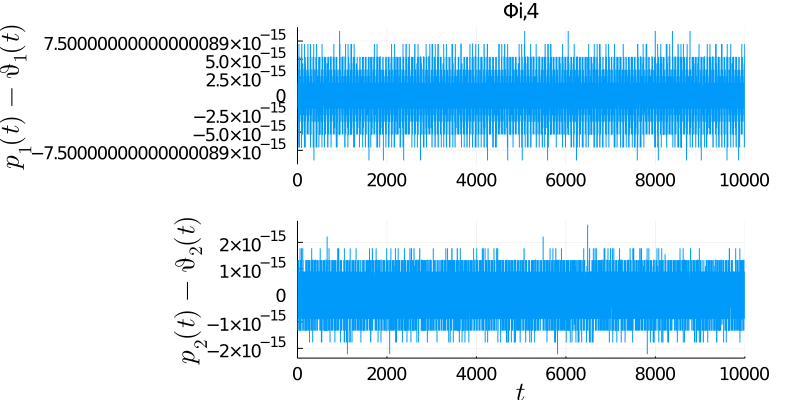 Φi,4
p₁(t) − ϑ₁(t)
7.500000000000000089×10⁻¹⁵
5.0×10⁻¹⁵
2.5×10⁻¹⁵
0
−2.5×10⁻¹⁵
−5.0×10⁻¹⁵
−7.500000000000000089×10⁻¹⁵
0 2000 4000 6000 8000 10000
p₂(t) − ϑ₂(t)
2×10⁻¹⁵
1×10⁻¹⁵
0
−1×10⁻¹⁵
−2×10⁻¹⁵
0 2000 4000 6000 8000 10000
t